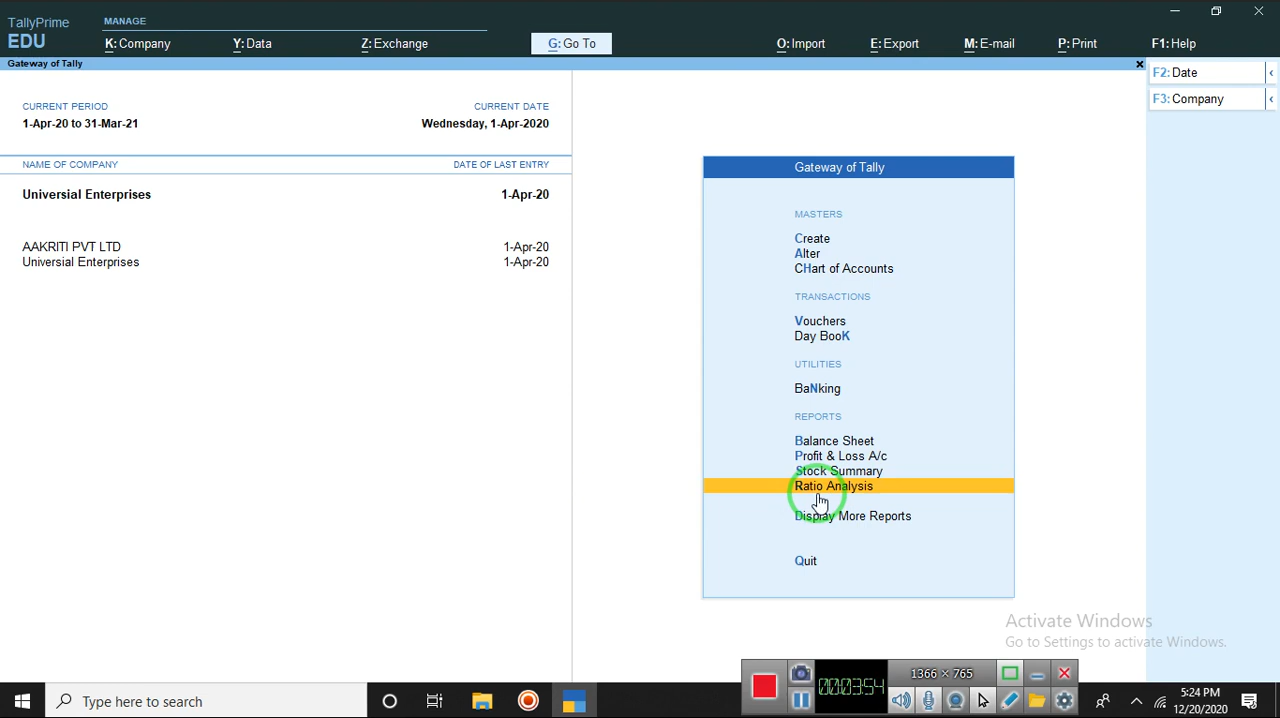 TallyPrime
EDU
MANAGE
K: Company
Y: Data
Z: Exchange
G: Go To
O: Import
E: Export
M: E-mail
P: Print
F1: Help
Gateway of Tally
F2: Date
F3: Company
CURRENT PERIOD
CURRENT DATE
1-Apr-20 to 31-Mar-21
Wednesday, 1-Apr-2020
NAME OF COMPANY
DATE OF LAST ENTRY
Universial Enterprises
1-Apr-20
AAKRITI PVT LTD
1-Apr-20
Universial Enterprises
1-Apr-20
Gateway of Tally
MASTERS
Create
Alter
CHart of Accounts
TRANSACTIONS
Vouchers
Day BooK
UTILITIES
BaNking
REPORTS
Balance Sheet
Profit & Loss A/c
Stock Summary
Ratio Analysis
Display More Reports
Quit
Activate Windows
Go to Settings to activate Windows.
00:03:54
1366 × 765
Type here to search
5:24 PM
12/20/2020